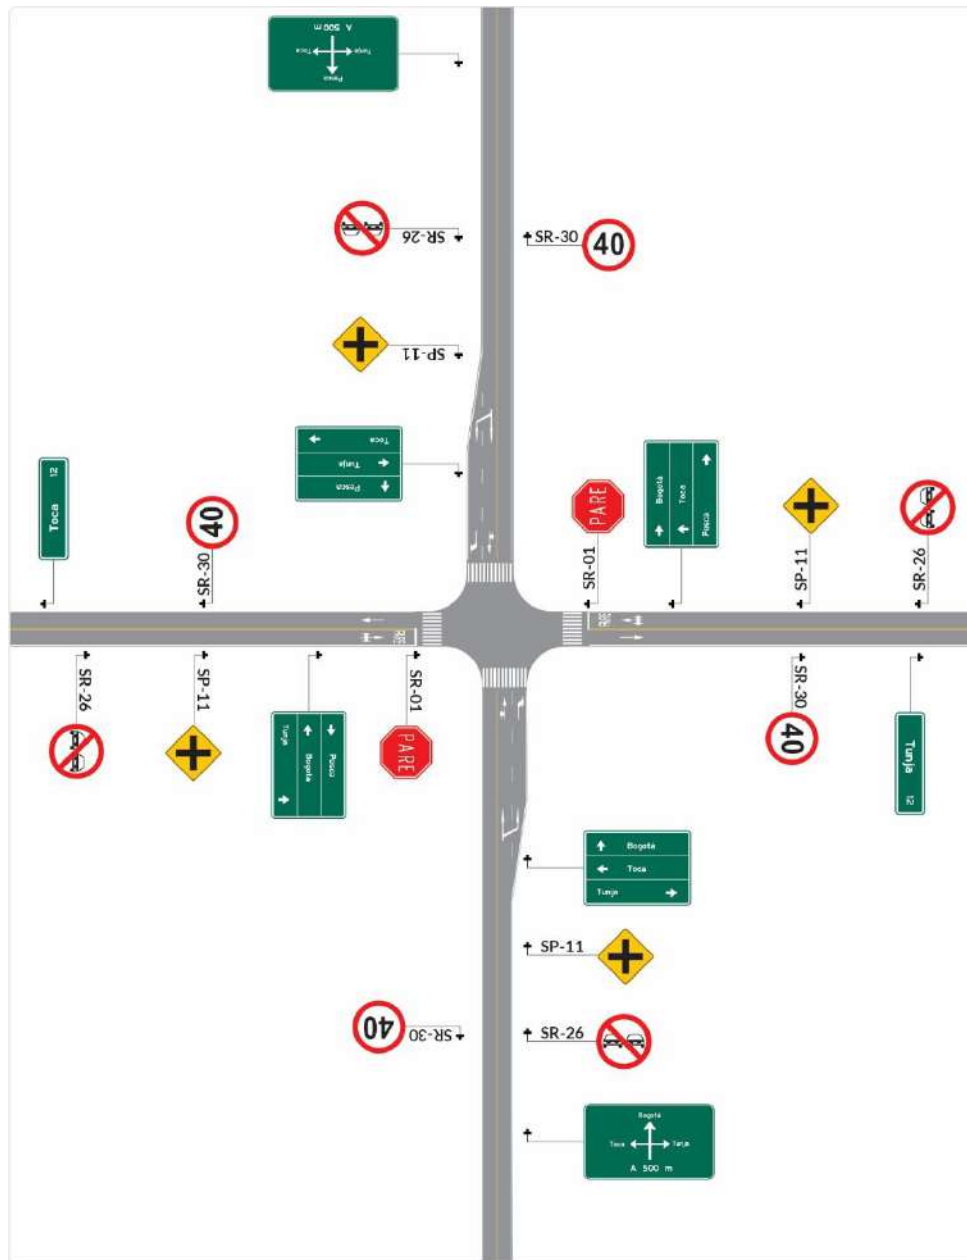 A 500 m
Toca
Tunja
Pesca
SR-26
SR-30
40
SP-11
Toca
Tunja
Pesca
Toca 12
40
SR-30
PARE
SR-01
Bogotá
Toca
Pesca
SP-11
SR-26
PARE
PARE
SR-26
SP-11
Tunja
Bogotá
Pesca
SR-01
PARE
SR-30
40
Tunja 12
Bogotá
Toca
Tunja
SP-11
40
SR-30
SR-26
Bogotá
Toca
Tunja
A 500 m